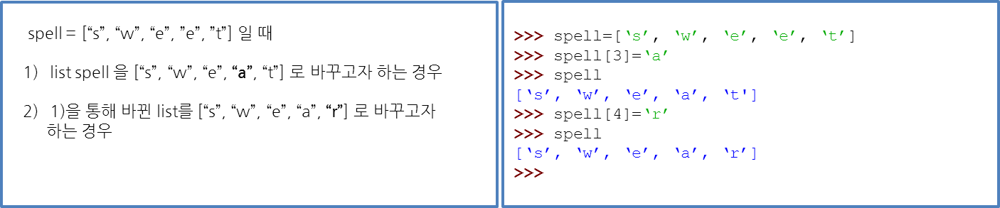 spell = [“s”, “w”, “e”, ”e”, ”t”] 일 때
1) list spell 을 [“s”, “w”, “e”, “a”, “t”] 로 바꾸고자 하는 경우
2) 1)을 통해 바뀐 list를 [“s”, “w”, “e”, “a”, “r”] 로 바꾸고자
하는 경우
>>> spell=[‘s’, ‘w’, ‘e’, ‘e’, ‘t’]
>>> spell[3]=‘a’
>>> spell
[‘s’, ‘w’, ‘e’, ‘a’, ‘t']
>>> spell[4]=‘r’
>>> spell
[‘s’, ‘w’, ‘e’, ‘a’, ‘r’]
>>>